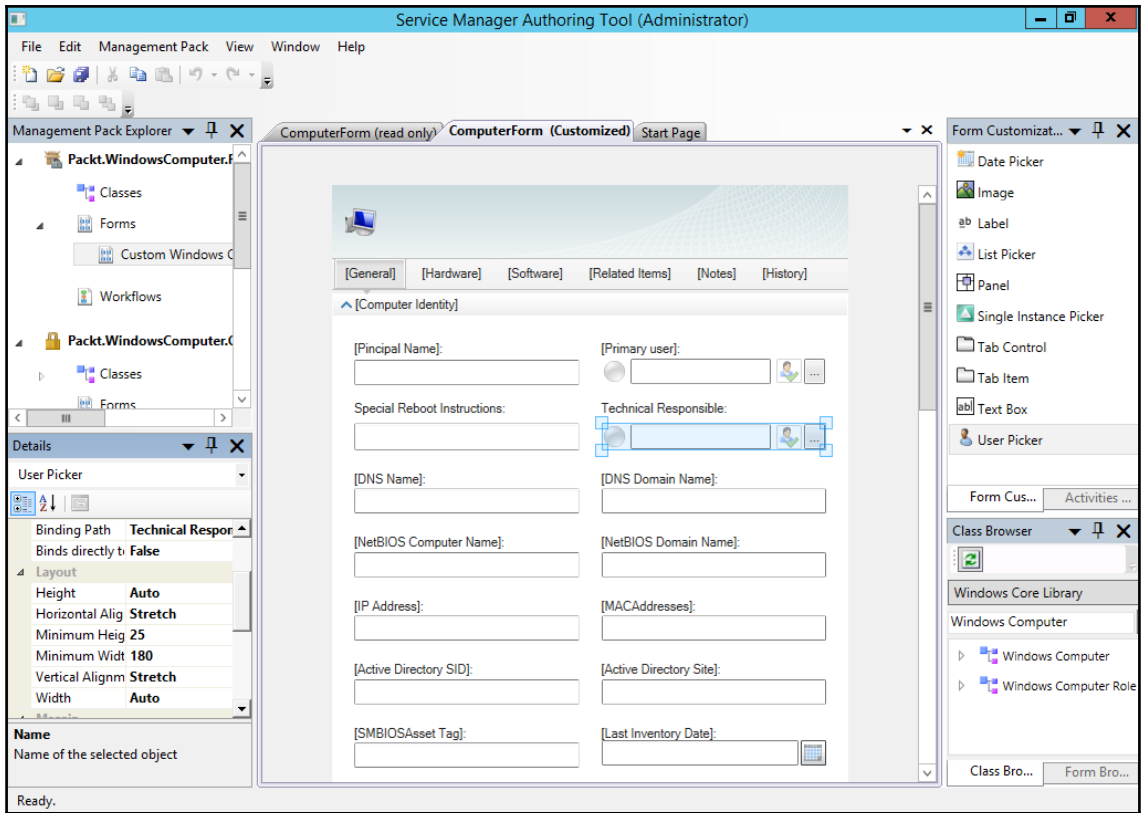 Service Manager Authoring Tool (Administrator)
File Edit Management Pack View Window Help
Management Pack Explorer
Packt.WindowsComputer.F
Classes
Forms
Custom Windows C
Workflows
Packt.WindowsComputer.C
Classes
Forms
Details
User Picker
Binding Path Technical Respor
Binds directly t False
Layout
Height Auto
Horizontal Alig Stretch
Minimum Heig 25
Minimum Widt 180
Vertical Alignm Stretch
Width Auto
Name
Name of the selected object
ComputerForm (read only) ComputerForm (Customized) Start Page
[General] [Hardware] [Software] [Related Items] [Notes] [History]
[Computer Identity]
[Pincipal Name]: [Primary user]:
...
Special Reboot Instructions: Technical Responsible:
...
[DNS Name]: [DNS Domain Name]:
[NetBIOS Computer Name]: [NetBIOS Domain Name]:
[IP Address]: [MACAddresses]:
[Active Directory SID]: [Active Directory Site]:
[SMBIOSAsset Tag]: [Last Inventory Date]:
Form Customizat...
Date Picker
Image
Label
List Picker
Panel
Single Instance Picker
Tab Control
Tab Item
Text Box
User Picker
Form Cus... Activities ...
Class Browser
Windows Core Library
Windows Computer
Windows Computer
Windows Computer Role
Class Bro... Form Bro...
Ready.